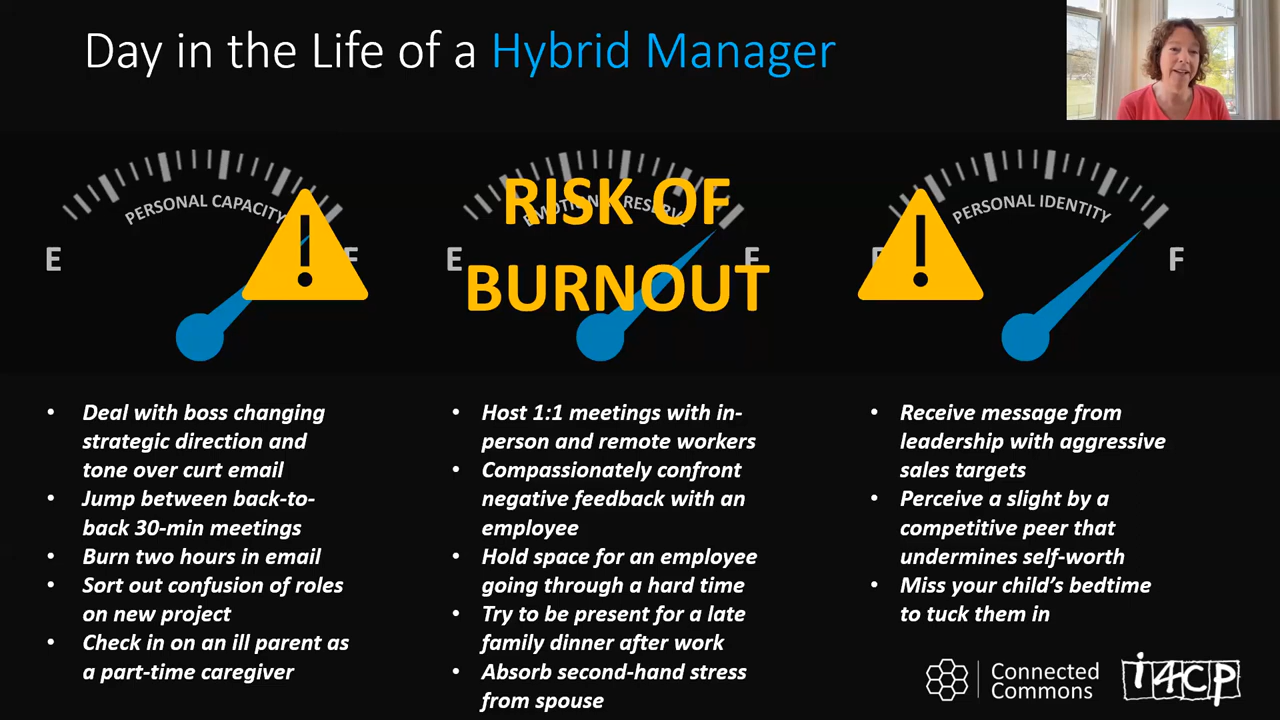 Day in the Life of a Hybrid Manager
PERSONAL CAPACITY
E
F
RISK OF
BURNOUT
E
F
PERSONAL IDENTITY
F
• Deal with boss changing
strategic direction and
tone over curt email
• Jump between back-to-
back 30-min meetings
• Burn two hours in email
• Sort out confusion of roles
on new project
• Check in on an ill parent as
a part-time caregiver
• Host 1:1 meetings with in-
person and remote workers
• Compassionately confront
negative feedback with an
employee
• Hold space for an employee
going through a hard time
• Try to be present for a late
family dinner after work
• Absorb second-hand stress
from spouse
• Receive message from
leadership with aggressive
sales targets
• Perceive a slight by a
competitive peer that
undermines self-worth
• Miss your child's bedtime
to tuck them in
Connected
Commons
i4cp